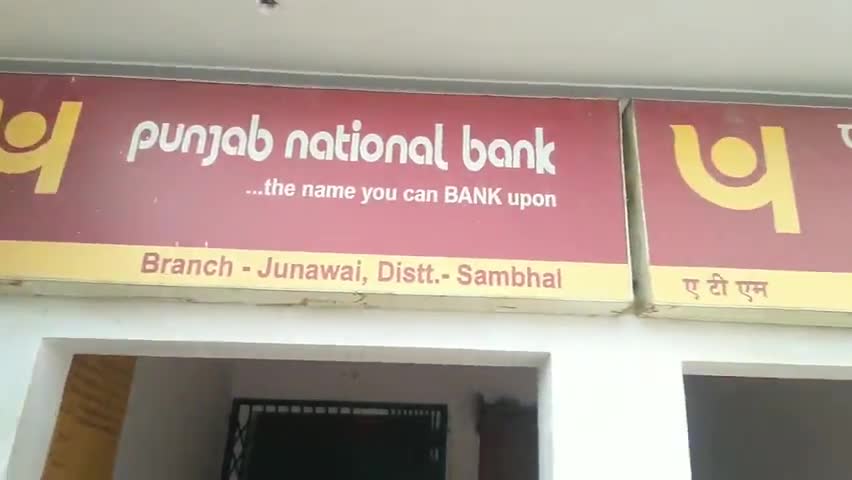 punjab national bank
...the name you can BANK upon
Branch - Junawai, Distt.- Sambhal
ए टी एम